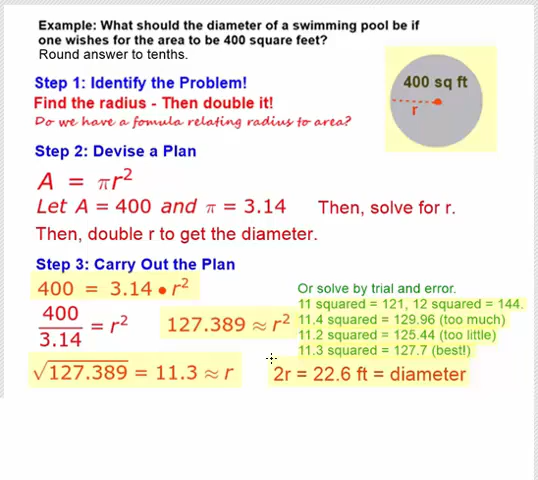 Example: What should the diameter of a swimming pool be if
one wishes for the area to be 400 square feet?
Round answer to tenths.
400 sq ft
r
Step 1: Identify the Problem!
Find the radius - Then double it!
Do we have a fomula relating radius to area?
Step 2: Devise a Plan
A = πr²
Let A = 400 and π = 3.14 Then, solve for r.
Then, double r to get the diameter.
Step 3: Carry Out the Plan
400 = 3.14 • r²
400/3.14 = r²
127.389 ≈ r²
√127.389 = 11.3 ≈ r
Or solve by trial and error.
11 squared = 121, 12 squared = 144.
11.4 squared = 129.96 (too much)
11.2 squared = 125.44 (too little)
11.3 squared = 127.7 (best!)
2r = 22.6 ft = diameter